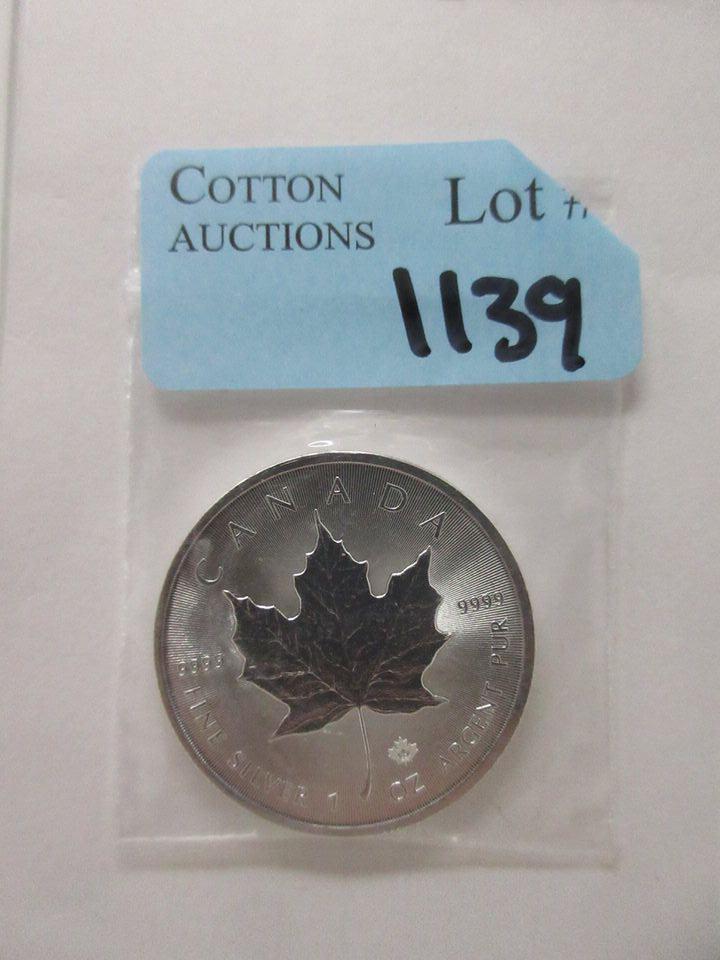 COTTON
AUCTIONS
Lot #
1139
CANADA
9999
9999
FINE SILVER 1 OZ ARGENT PUR